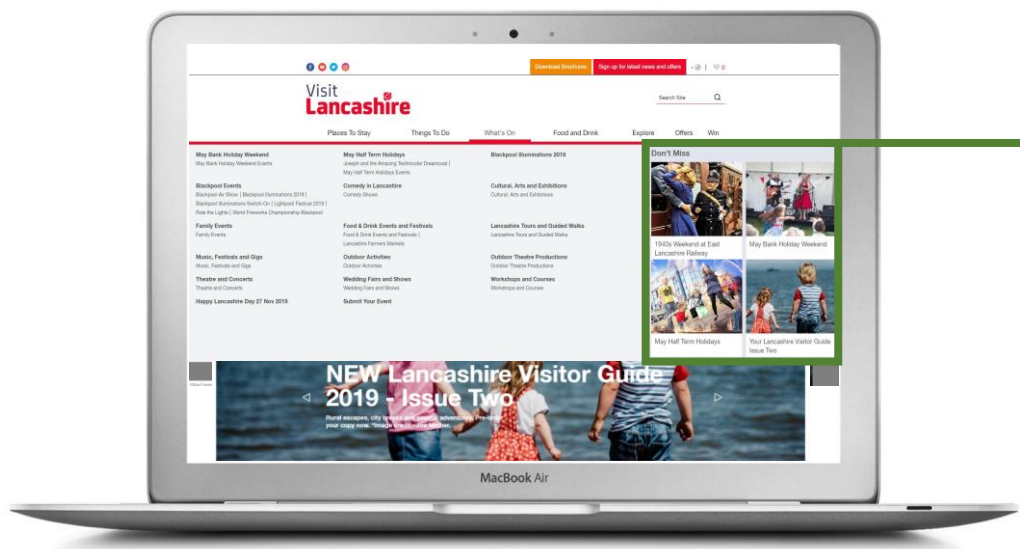 Download Brochures
Sign up for latest news and offers
0
Visit
Lancashire
Search Site
Places To Stay
Things To Do
What's On
Food and Drink
Explore
Offers
Win
May Bank Holiday Weekend
May Bank Holiday Weekend Events
May Half Term Holidays
Joseph and the Amazing Technicolor Dreamcoat |
May Half Term Holidays Events
Blackpool Illuminations 2019
Blackpool Events
Blackpool Air Show | Blackpool Illuminations 2019 |
Blackpool Illuminations Switch-On | Lightpool Festival 2019 |
Ride the Lights | World Fireworks Championship Blackpool
Comedy in Lancashire
Comedy Shows
Cultural, Arts and Exhibitions
Cultural, Arts and Exhibitions
Family Events
Family Events
Food & Drink Events and Festivals
Food & Drink Events and Festivals |
Lancashire Farmers Markets
Lancashire Tours and Guided Walks
Lancashire Tours and Guided Walks
Music, Festivals and Gigs
Music, Festivals and Gigs
Outdoor Activities
Outdoor Activities
Outdoor Theatre Productions
Outdoor Theatre Productions
Theatre and Concerts
Theatre and Concerts
Wedding Fairs and Shows
Wedding Fairs and Shows
Workshops and Courses
Workshops and Courses
Happy Lancashire Day 27 Nov 2019
Submit Your Event
Don't Miss
1940s Weekend at East
Lancashire Railway
May Bank Holiday Weekend
May Half Term Holidays
Your Lancashire Visitor Guide
Issue Two
NEW Lancashire Visitor Guide
2019 - Issue Two
Rural escapes, city breaks
your copy now.
MacBook Air